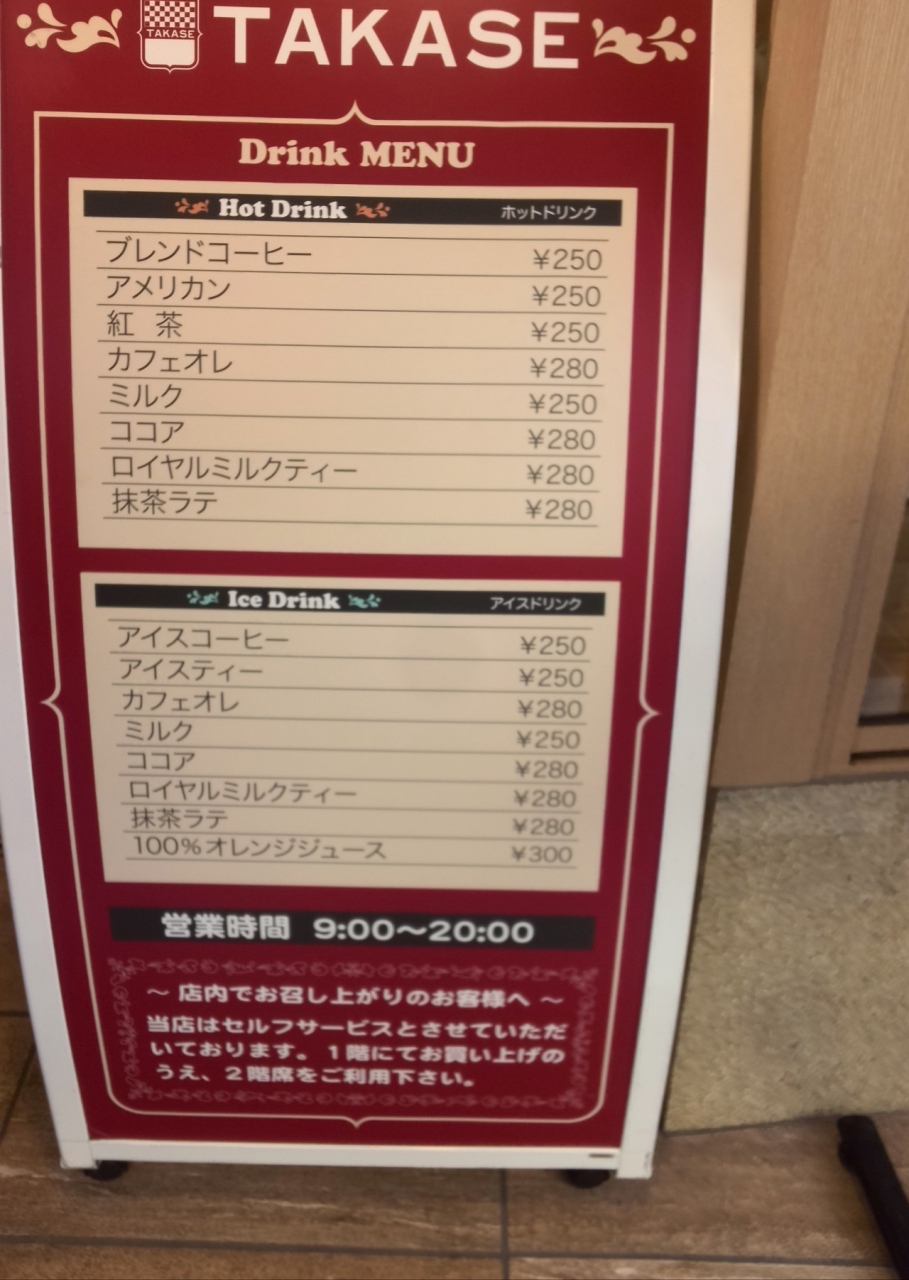 TAKASE
TAKASE
Drink MENU
Hot Drink ホットドリンク
ブレンドコーヒー ¥250
アメリカン ¥250
紅 茶 ¥250
カフェオレ ¥280
ミルク ¥250
ココア ¥280
ロイヤルミルクティー ¥280
抹茶ラテ ¥280
Ice Drink アイスドリンク
アイスコーヒー ¥250
アイスティー ¥250
カフェオレ ¥280
ミルク ¥250
ココア ¥280
ロイヤルミルクティー ¥280
抹茶ラテ ¥280
100%オレンジジュース ¥300
営業時間 9:00〜20:00
〜 店内でお召し上がりのお客様へ 〜
当店はセルフサービスとさせていただ
いております。1階にてお買い上げの
うえ、2階席をご利用下さい。